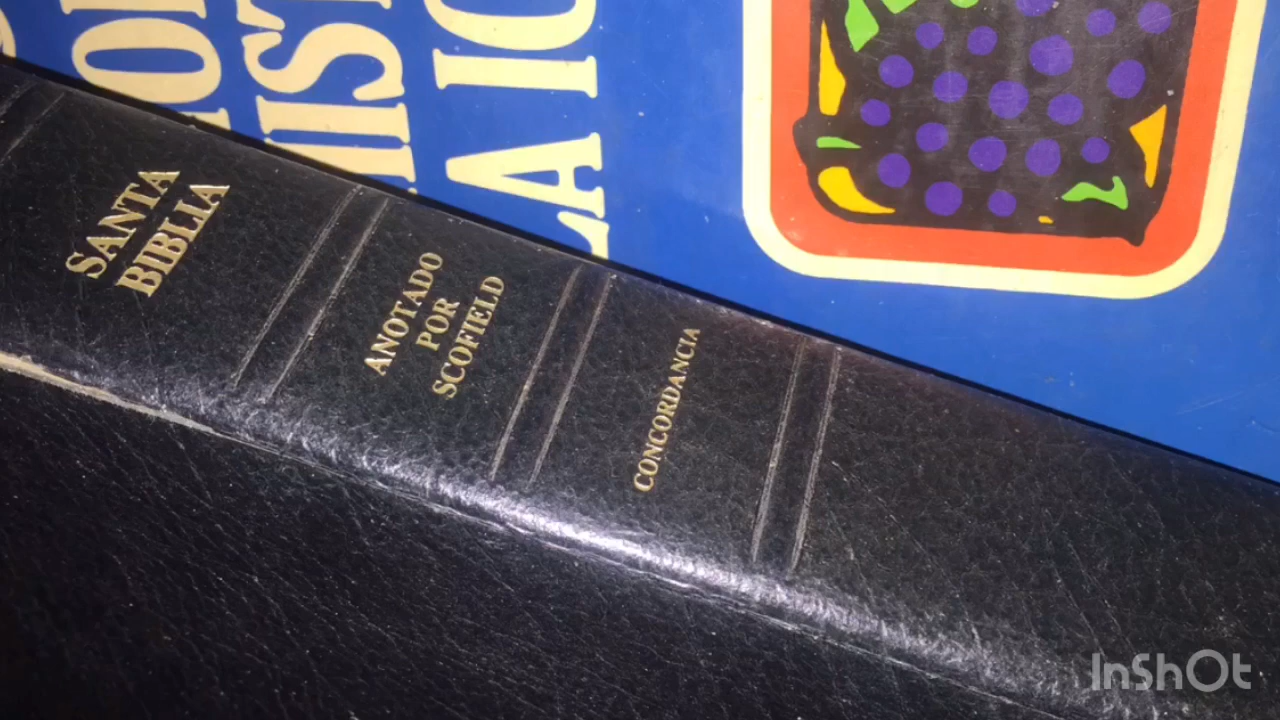 SANTA
BIBLIA
ANOTADO
POR
SCOFIELD
CONCORDANCIA
InShOt